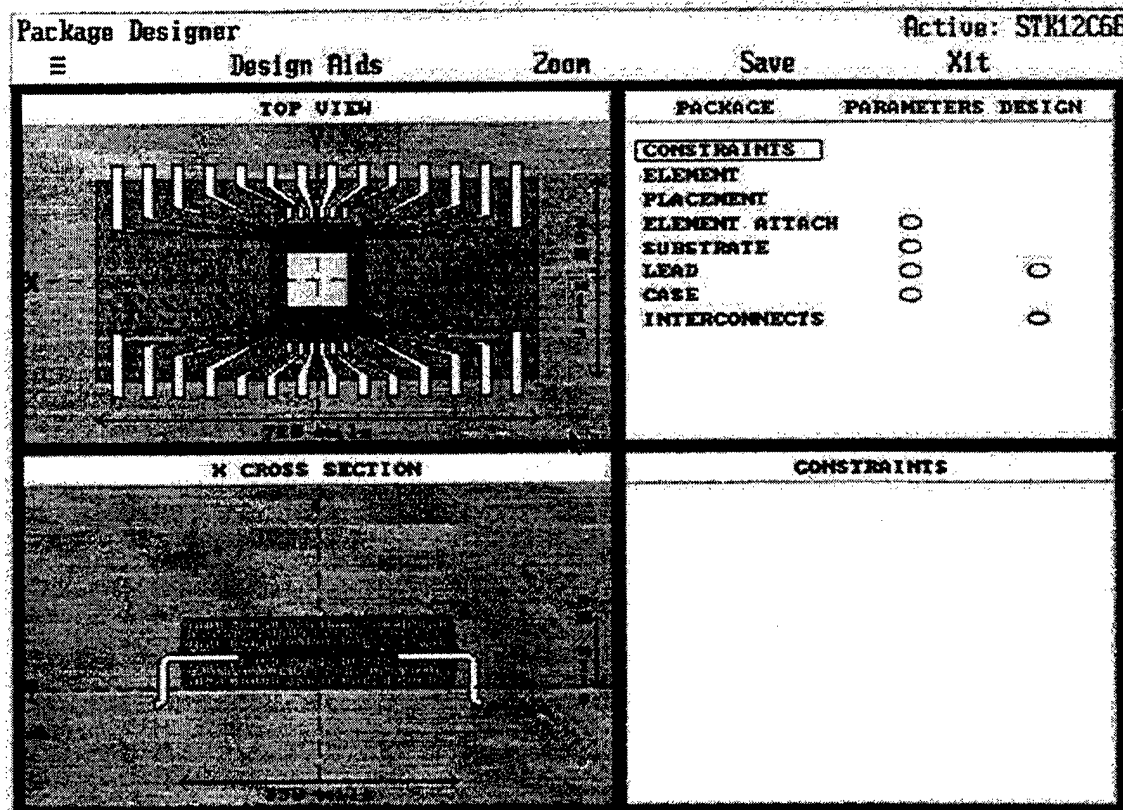 Package Designer
Active: STK12C68
≡ Design Aids Zoom Save Xit
TOP VIEW
PACKAGE PARAMETERS DESIGN
CONSTRAINTS
ELEMENT
PLACEMENT
ELEMENT ATTACH
SUBSTRATE
LEAD
CASE
INTERCONNECTS
X
X CROSS SECTION
CONSTRAINTS